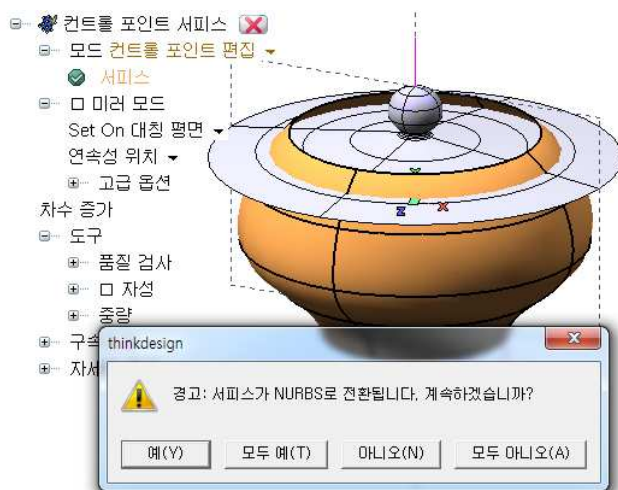 컨트롤 포인트 서피스
모드 컨트롤 포인트 편집
서피스
미러 모드
Set On 대칭 평면
연속성 위치
고급 옵션
차수 증가
도구
품질 검사
자성
중량
구속
자세
X
Z
thinkdesign
경고: 서피스가 NURBS로 전환됩니다. 계속하겠습니까?
예(Y)
모두 예(T)
아니오(N)
모두 아니오(A)